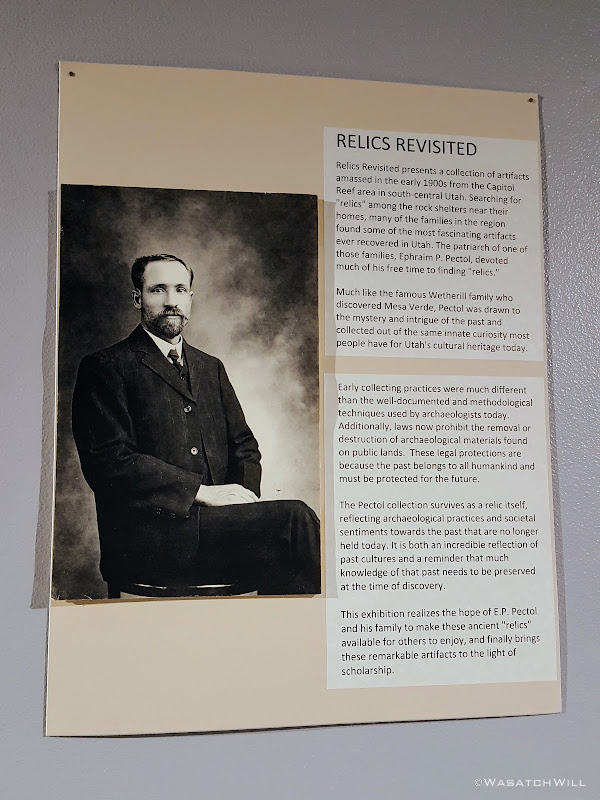 RELICS REVISITED
Relics Revisited presents a collection of artifacts
amassed in the early 1900s from the Capitol
Reef area in south-central Utah. Searching for
"relics" among the rock shelters near their
homes, many of the families in the region
found some of the most fascinating artifacts
ever recovered in Utah. The patriarch of one of
those families, Ephraim P. Pectol, devoted
much of his free time to finding "relics."
Much like the famous Wetherill family who
discovered Mesa Verde, Pectol was drawn to
the mystery and intrigue of the past and
collected out of the same innate curiosity most
people have for Utah's cultural heritage today.
Early collecting practices were much different
than the well-documented and methodological
techniques used by archaeologists today.
Additionally, laws now prohibit the removal or
destruction of archaeological materials found
on public lands.  These legal protections are
because the past belongs to all humankind and
must be protected for the future.
The Pectol collection survives as a relic itself,
reflecting archaeological practices and societal
sentiments towards the past that are no longer
held today. It is both an incredible reflection of
past cultures and a reminder that much
knowledge of that past needs to be preserved
at the time of discovery.
This exhibition realizes the hope of E.P. Pectol
and his family to make these ancient "relics"
available for others to enjoy, and finally brings
these remarkable artifacts to the light of
scholarship.
©WASATCHWILL